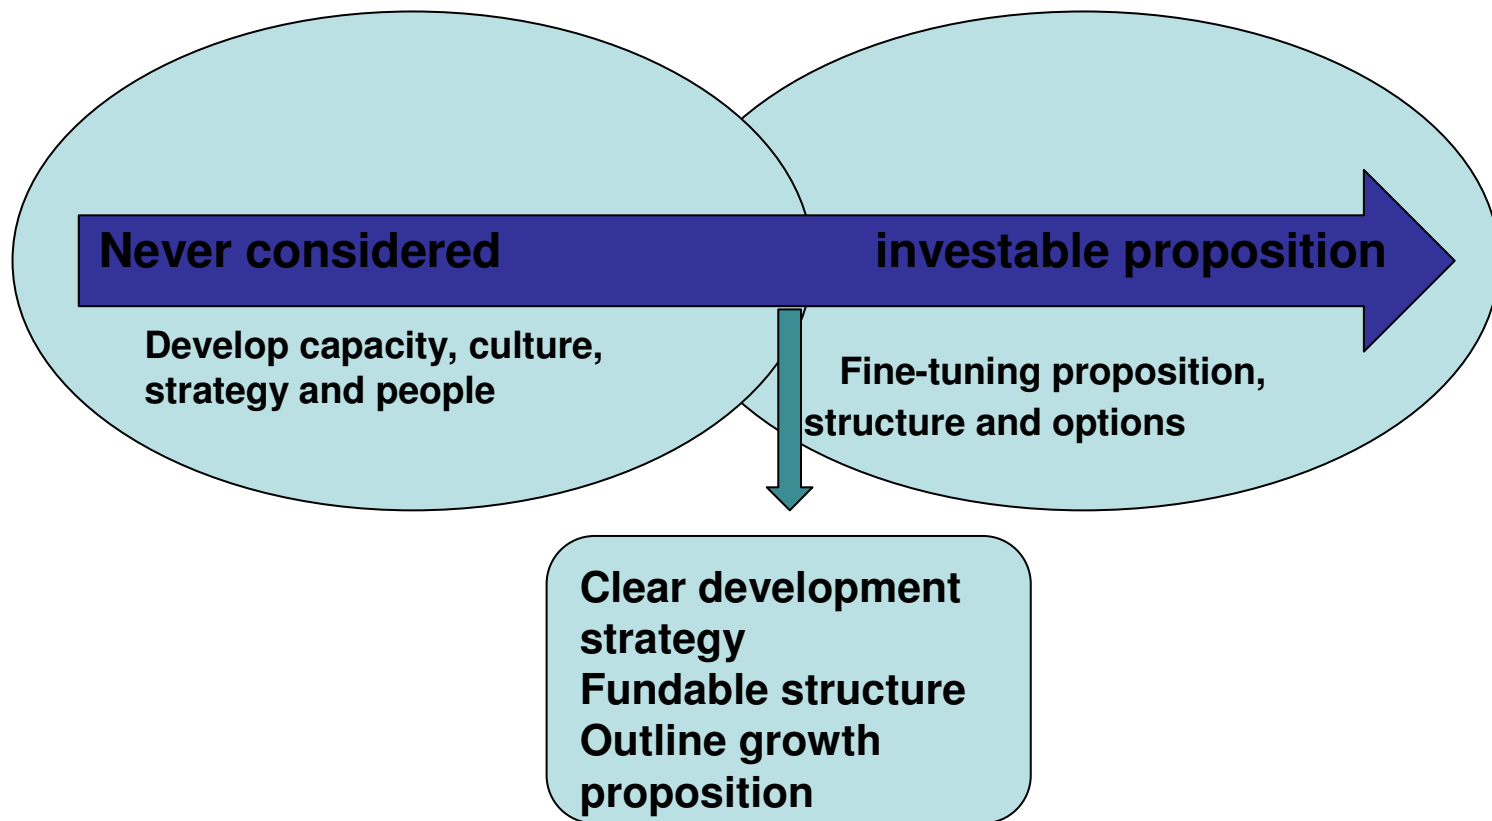 Never considered
investable proposition
Develop capacity, culture,
strategy and people
Fine-tuning proposition,
structure and options
Clear development
strategy
Fundable structure
Outline growth
proposition